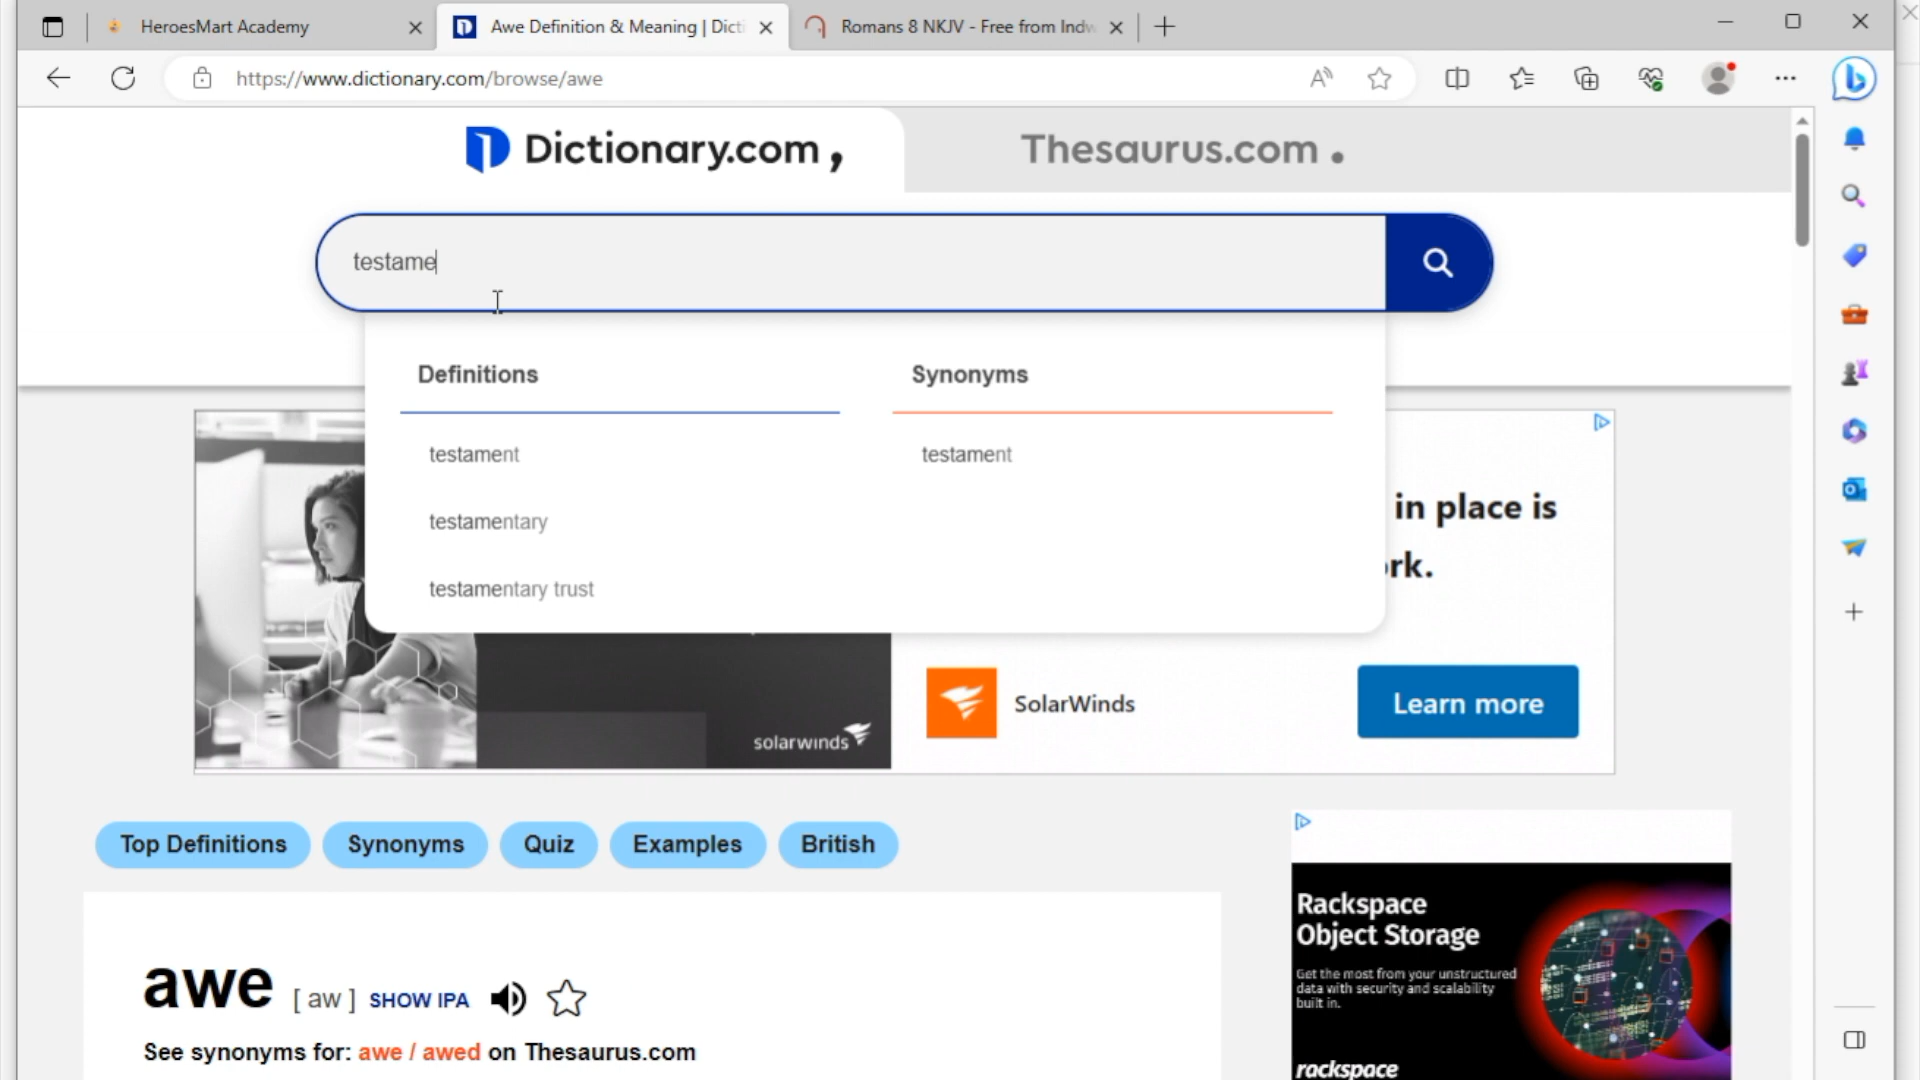 HeroesMart Academy
Awe Definition & Meaning | Dicti
Romans 8 NKJV - Free from Indw
https://www.dictionary.com/browse/awe
Dictionary.com,
Thesaurus.com.
testame
Definitions
Synonyms
testament
testament
testamentary
testamentary trust
in place is
rk.
solarwinds
SolarWinds
Learn more
Top Definitions
Synonyms
Quiz
Examples
British
awe [ aw ] SHOW IPA
See synonyms for: awe / awed on Thesaurus.com
Rackspace
Object Storage
Get the most from your unstructured
data with security and scalability
built in.
rackspace